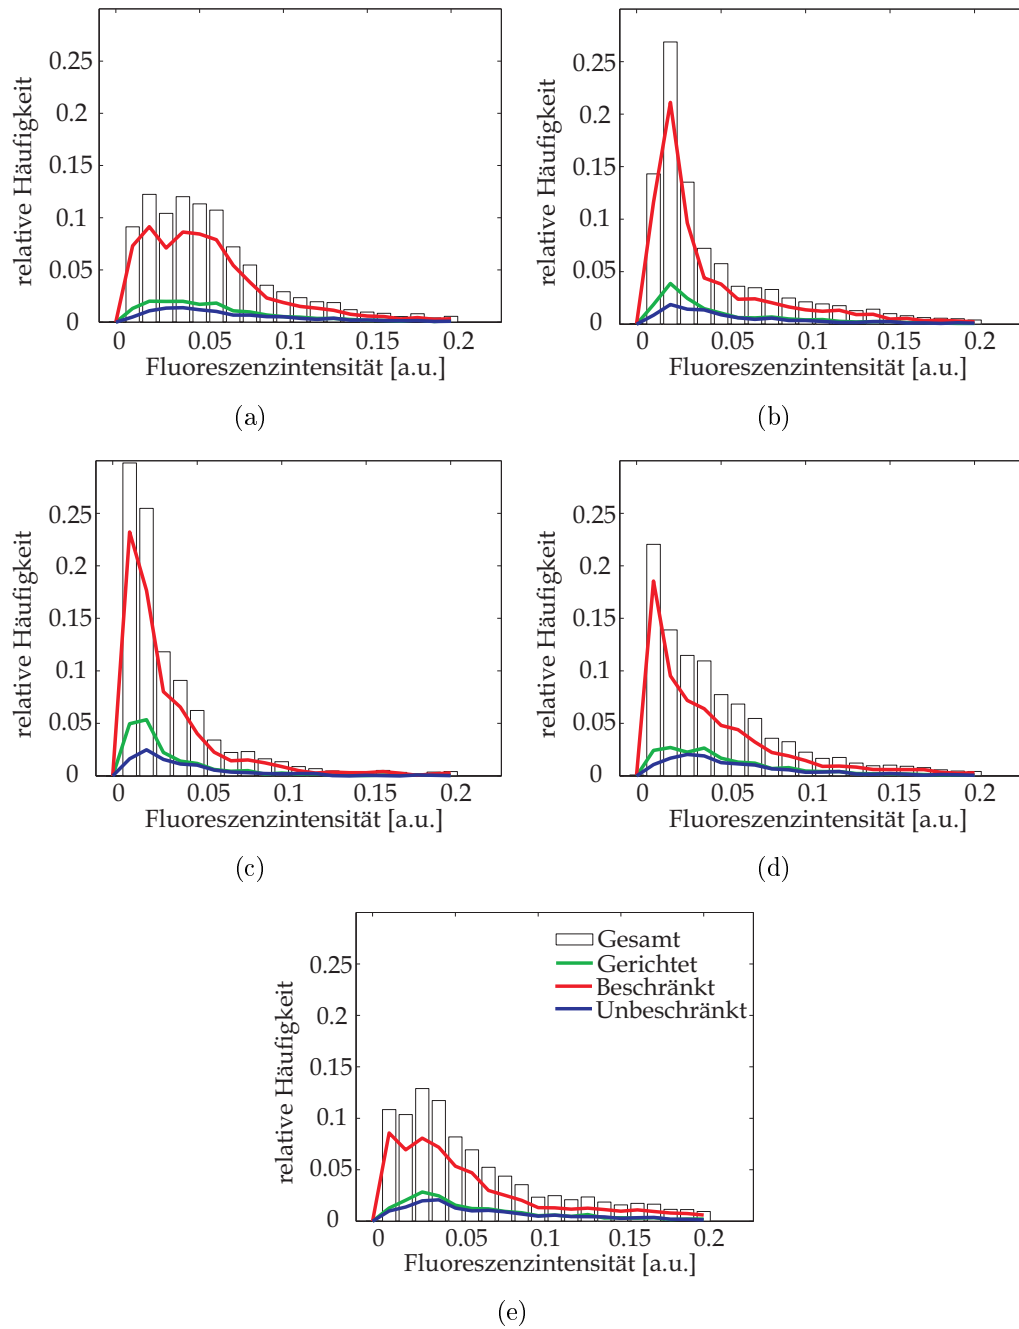 0.25
0.2
0.15
0.1
0.05
0
relative Häufigkeit
0 0.05 0.1 0.15 0.2
Fluoreszenzintensität [a.u.]
(a)
0.25
0.2
0.15
0.1
0.05
0
relative Häufigkeit
0 0.05 0.1 0.15 0.2
Fluoreszenzintensität [a.u.]
(b)
0.25
0.2
0.15
0.1
0.05
0
relative Häufigkeit
0 0.05 0.1 0.15 0.2
Fluoreszenzintensität [a.u.]
(c)
0.25
0.2
0.15
0.1
0.05
0
relative Häufigkeit
0 0.05 0.1 0.15 0.2
Fluoreszenzintensität [a.u.]
(d)
Gesamt
Gerichtet
Beschränkt
Unbeschränkt
0.25
0.2
0.15
0.1
0.05
0
relative Häufigkeit
0 0.05 0.1 0.15 0.2
Fluoreszenzintensität [a.u.]
(e)